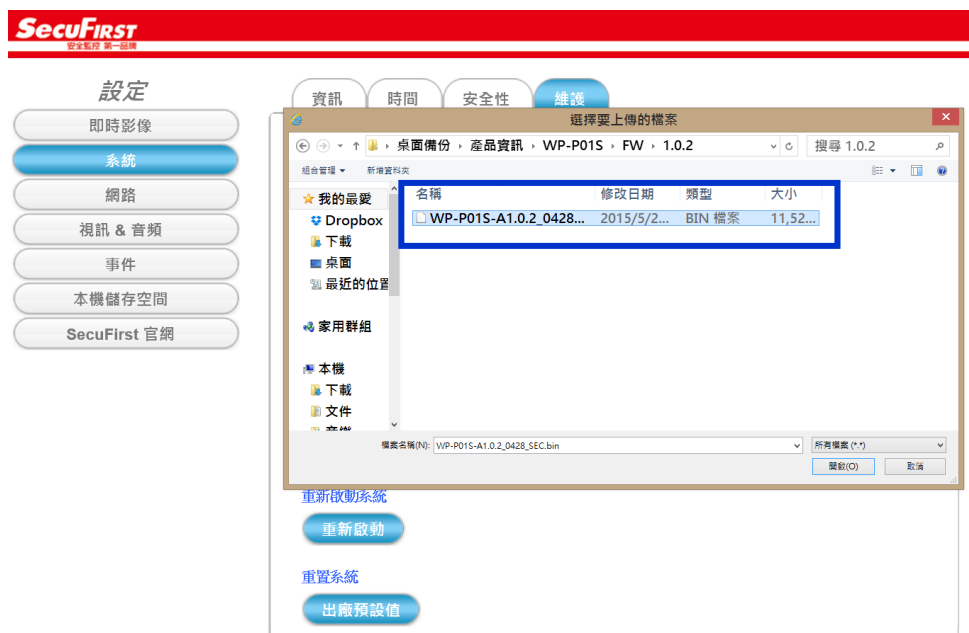 SECUFIRST
安全監控 第一品牌
設定
即時影像
系統
網路
視訊 & 音頻
事件
本機儲存空間
SecuFirst 官網
資訊
時間
安全性
維護
選擇要上傳的檔案
桌面備份 › 產品資訊 › WP-P01S › FW › 1.0.2
搜尋 1.0.2
組合管理
新增資料夾
我的最愛
Dropbox
下載
桌面
最近的位置
家用群組
本機
下載
文件
名稱 修改日期 類型 大小
WP-P01S-A1.0.2_0428... 2015/5/2... BIN 檔案 11,52...
檔案名稱(N): WP-P01S-A1.0.2_0428_SEC.bin
所有檔案 (*.*)
開啟(O)
取消
重新啟動系統
重新啟動
重置系統
出廠預設值